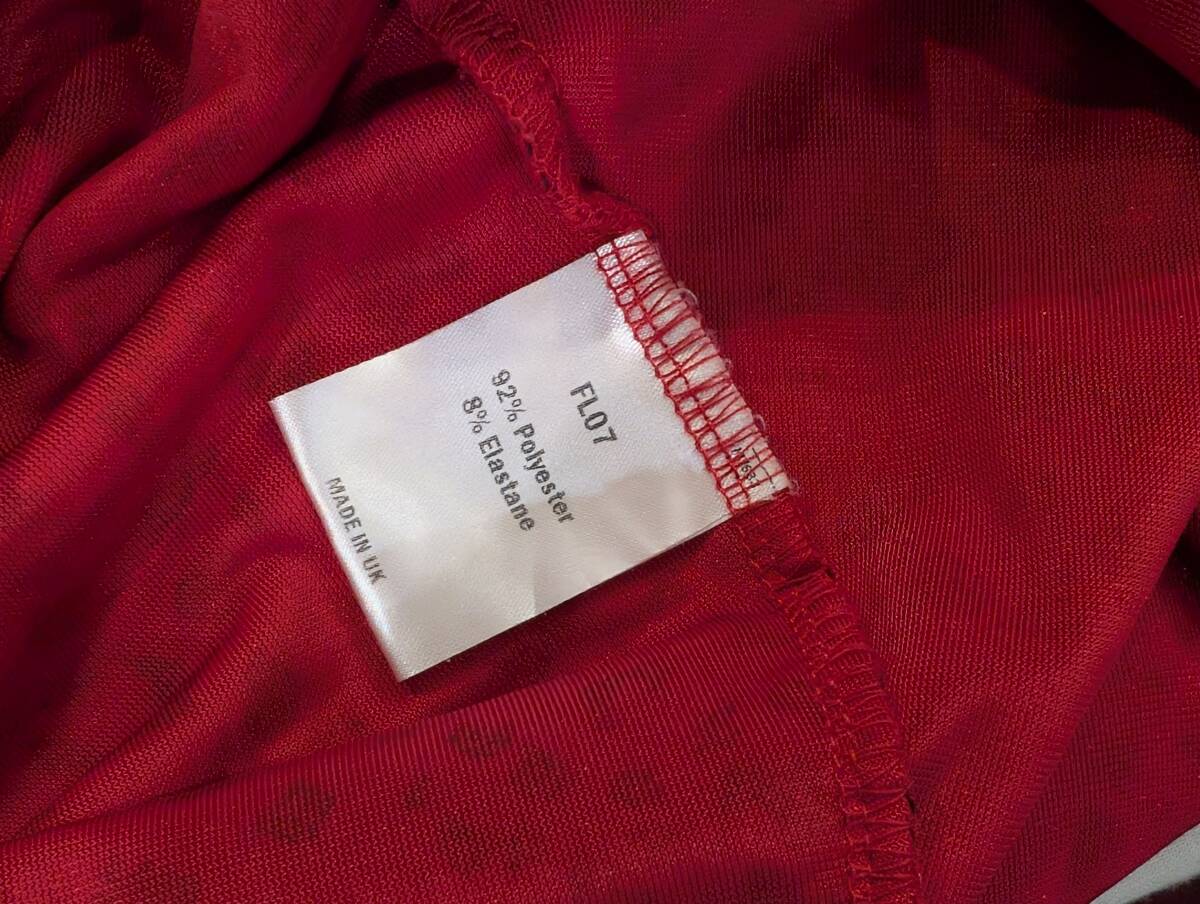 FL07
92% Polyester
8% Elastane
MADE IN UK